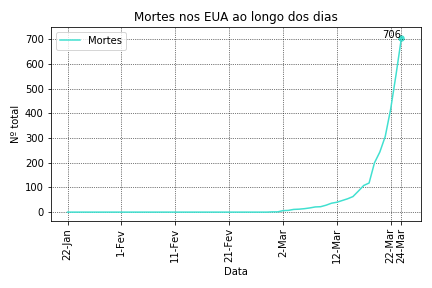 Mortes nos EUA ao longo dos dias
706
Mortes
700
600
500
400
300
200
100
0
Nº total
22-Jan
1-Fev
11-Fev
21-Fev
2-Mar
12-Mar
22-Mar
24-Mar
Data